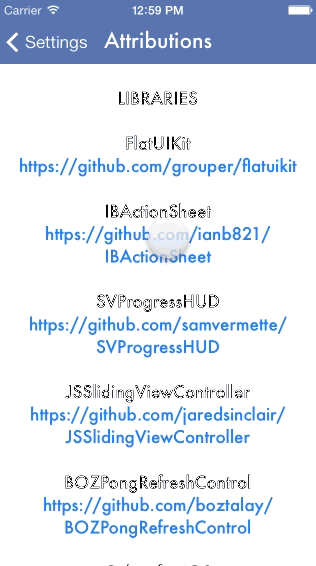 Carrier 12:59 PM
Settings Attributions
LIBRARIES
FlatUIKit
https://github.com/grouper/flatuikit
IBActionSheet
https://github.com/ianb821/
IBActionSheet
SVProgressHUD
https://github.com/samvermette/
SVProgressHUD
JSSlidingViewController
https://github.com/jaredsinclair/
JSSlidingViewController
BOZPongRefreshControl
https://github.com/boztalay/
BOZPongRefreshControl